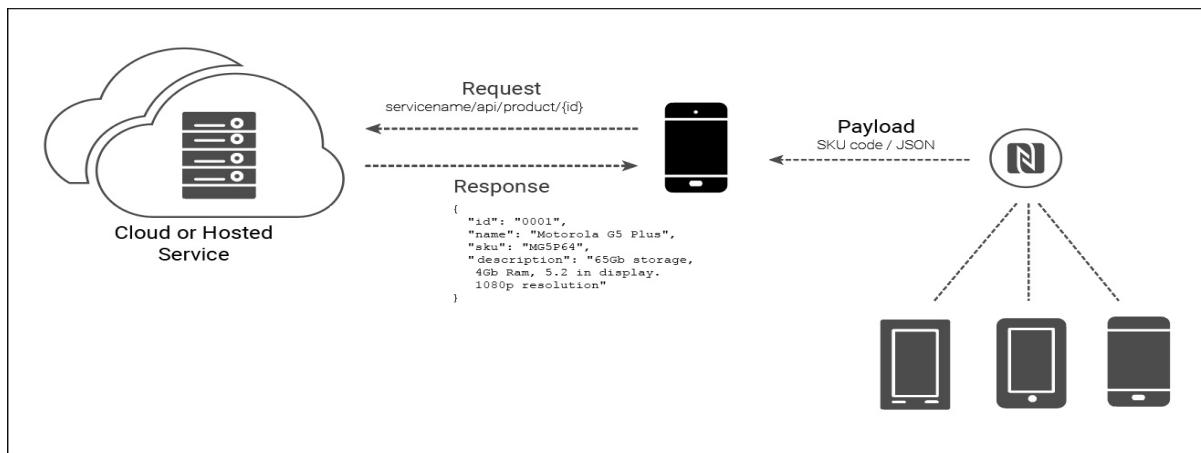 Request
servicename/api/product/{id}
Payload
SKU code / JSON
Response
{
"id": "0001",
"name": "Motorola G5 Plus",
"sku": "MG5P64",
"description": "65Gb storage,
4Gb Ram, 5.2 in display.
1080p resolution"
}
Cloud or Hosted
Service